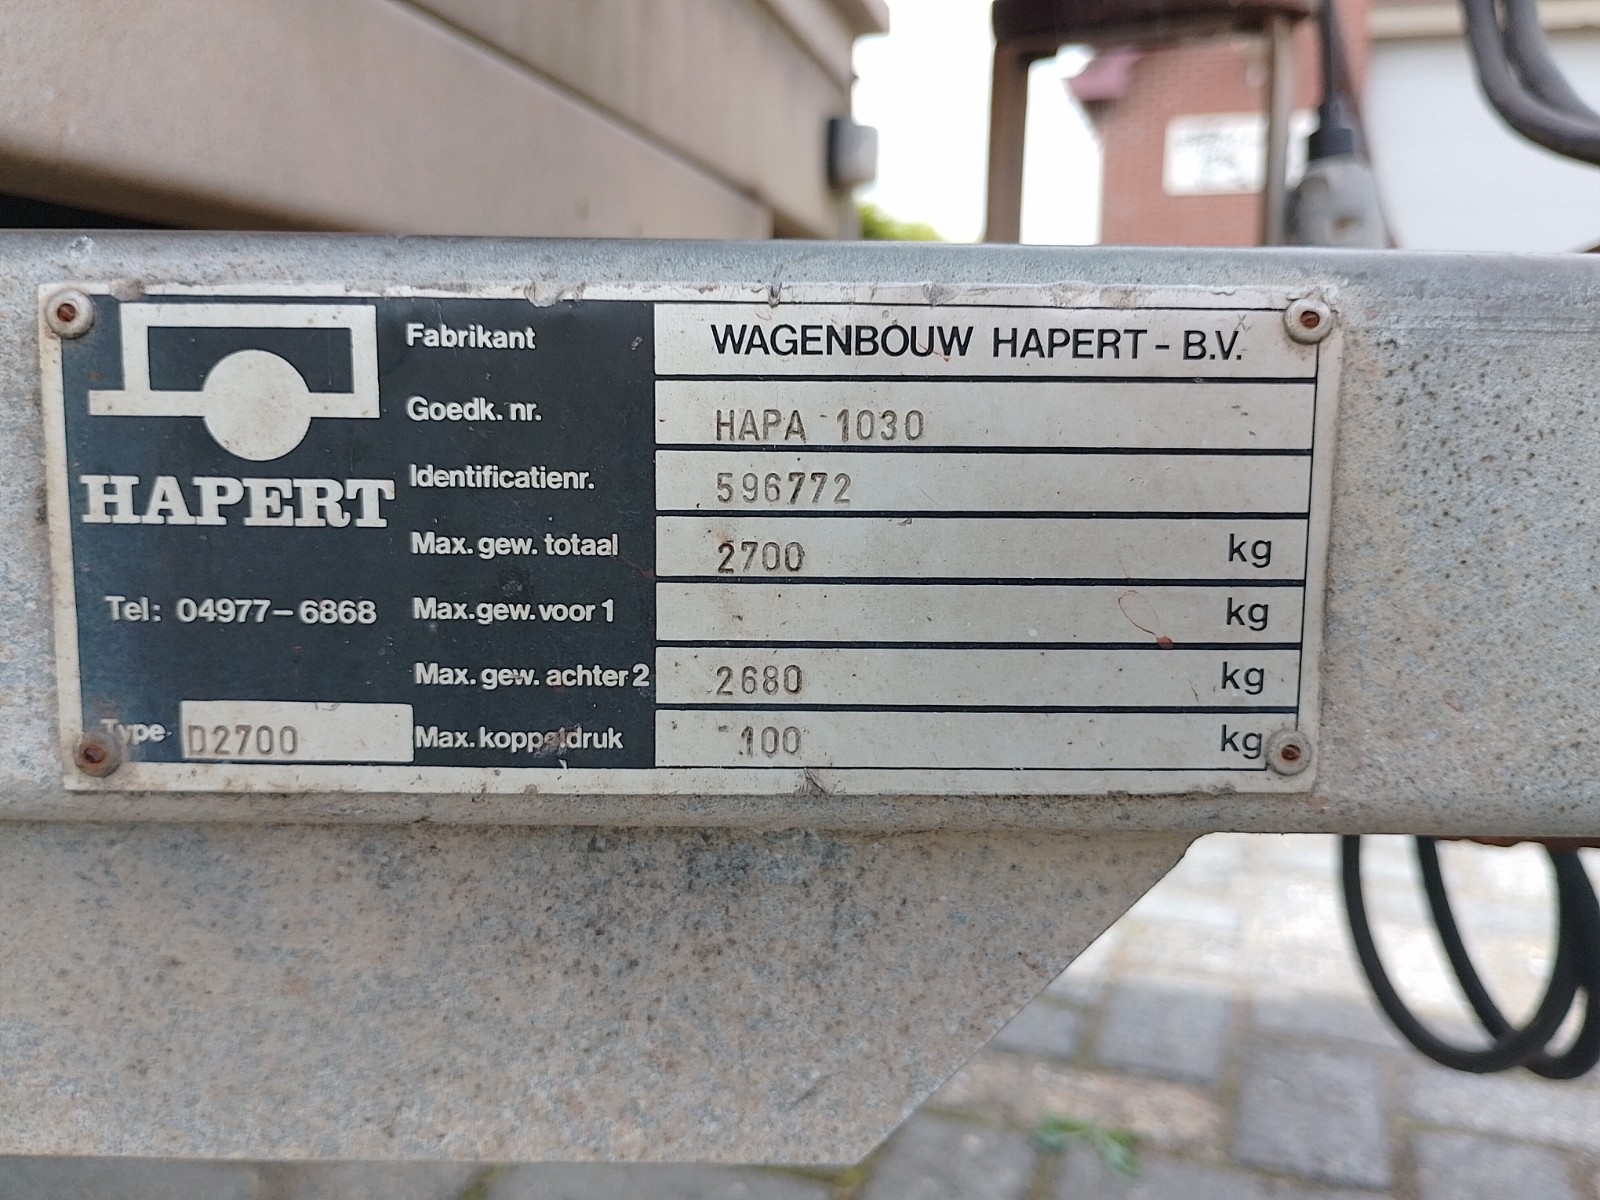 HAPERT
Tel: 04977-6868
Type D2700
Fabrikant WAGENBOUW HAPERT - B.V.
Goedk. nr. HAPA 1030
Identificatienr. 596772
Max. gew. totaal 2700 kg
Max. gew. voor 1 kg
Max. gew. achter 2 2680 kg
Max. koppeldruk 100 kg